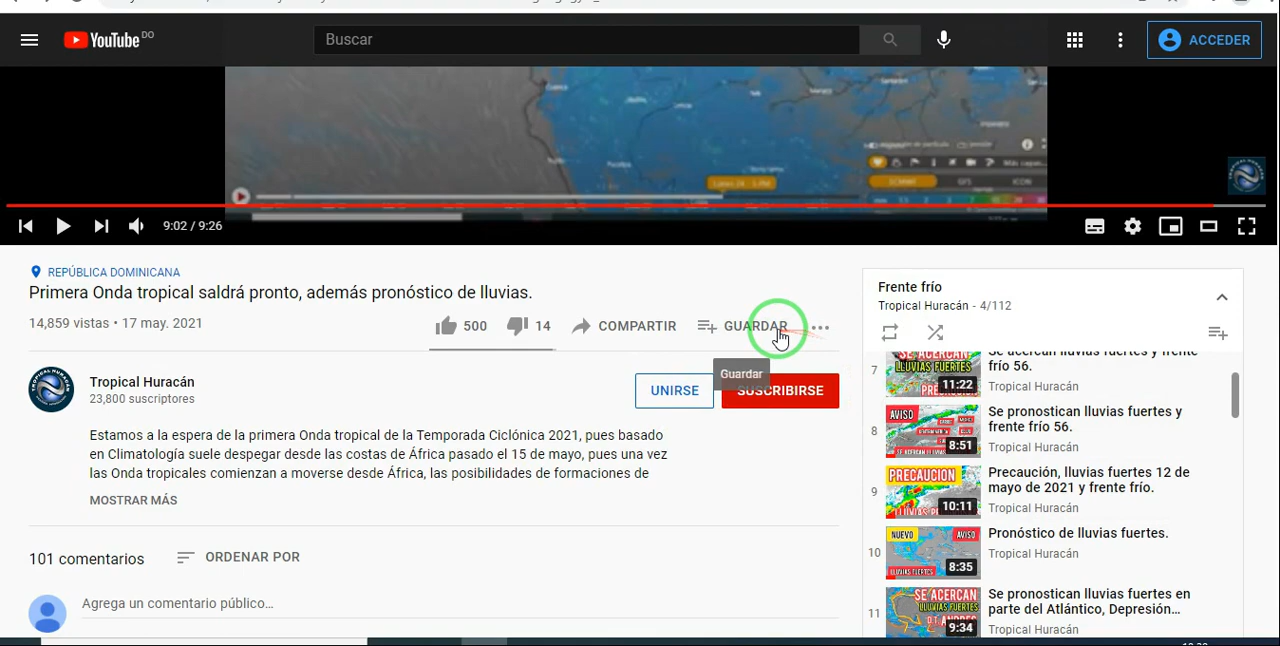 YouTube DO
Buscar
ACCEDER
9:02 / 9:26
REPÚBLICA DOMINICANA
Primera Onda tropical saldrá pronto, además pronóstico de lluvias.
14,859 vistas • 17 may. 2021
500
14
COMPARTIR
GUARDAR
Guardar
Tropical Huracán
23,800 suscriptores
UNIRSE
SUSCRIBIRSE
Estamos a la espera de la primera Onda tropical de la Temporada Ciclónica 2021, pues basado
en Climatología suele ocurrir desde las costas de África pasado el 15 de mayo, pues una vez
las Onda tropicales comienzan a moverse desde África, las posibilidades de formaciones de
MOSTRAR MÁS
101 comentarios
ORDENAR POR
Agrega un comentario público...
Frente frío
Tropical Huracán - 4/112
7
SE ACERCAN
LLUVIAS FUERTES
11:22
Se acercan lluvias fuertes y frente
frío 56.
Tropical Huracán
8
AVISO
8:51
Se pronostican lluvias fuertes y
frente frío 56.
Tropical Huracán
9
PRECAUCION
10:11
Precaución, lluvias fuertes 12 de
mayo de 2021 y frente frío.
Tropical Huracán
10
NUEVO
AVISO
LLUVIAS FUERTES
8:35
Pronóstico de lluvias fuertes.
Tropical Huracán
11
SE ACERCAN
LLUVIAS FUERTES
9:34
Se pronostican lluvias fuertes en
parte del Atlántico, Depresión...
Tropical Huracán